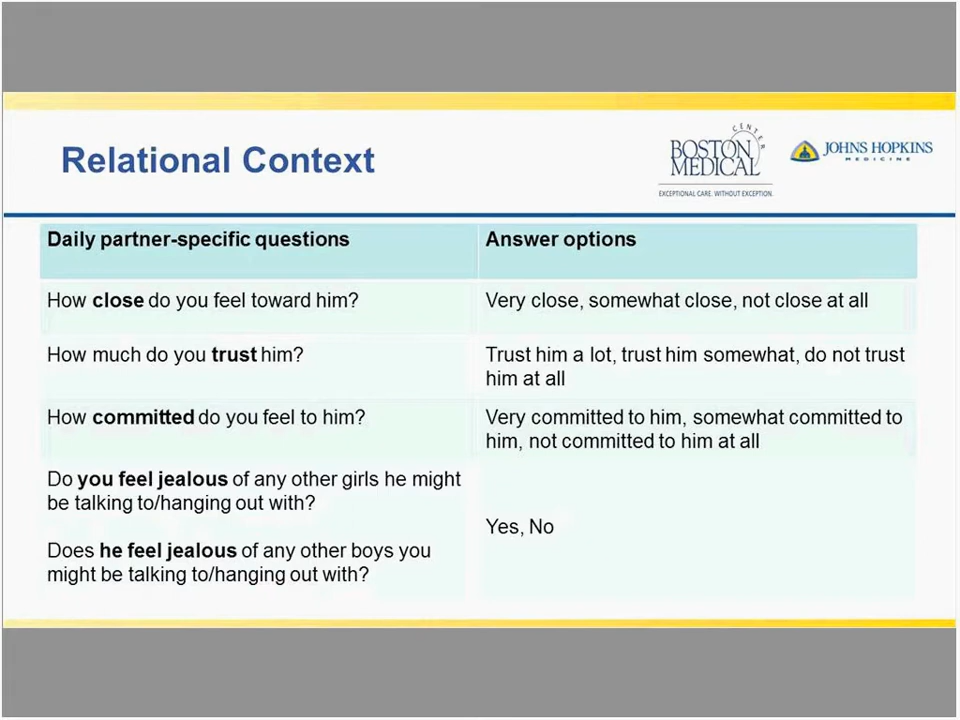 Relational Context
CENTER
BOSTON
MEDICAL
EXCEPTIONAL CARE. WITHOUT EXCEPTION.
JOHNS HOPKINS
MEDICINE
Daily partner-specific questions
Answer options
How close do you feel toward him?
Very close, somewhat close, not close at all
How much do you trust him?
Trust him a lot, trust him somewhat, do not trust
him at all
How committed do you feel to him?
Very committed to him, somewhat committed to
him, not committed to him at all
Do you feel jealous of any other girls he might
be talking to/hanging out with?
Does he feel jealous of any other boys you
might be talking to/hanging out with?
Yes, No